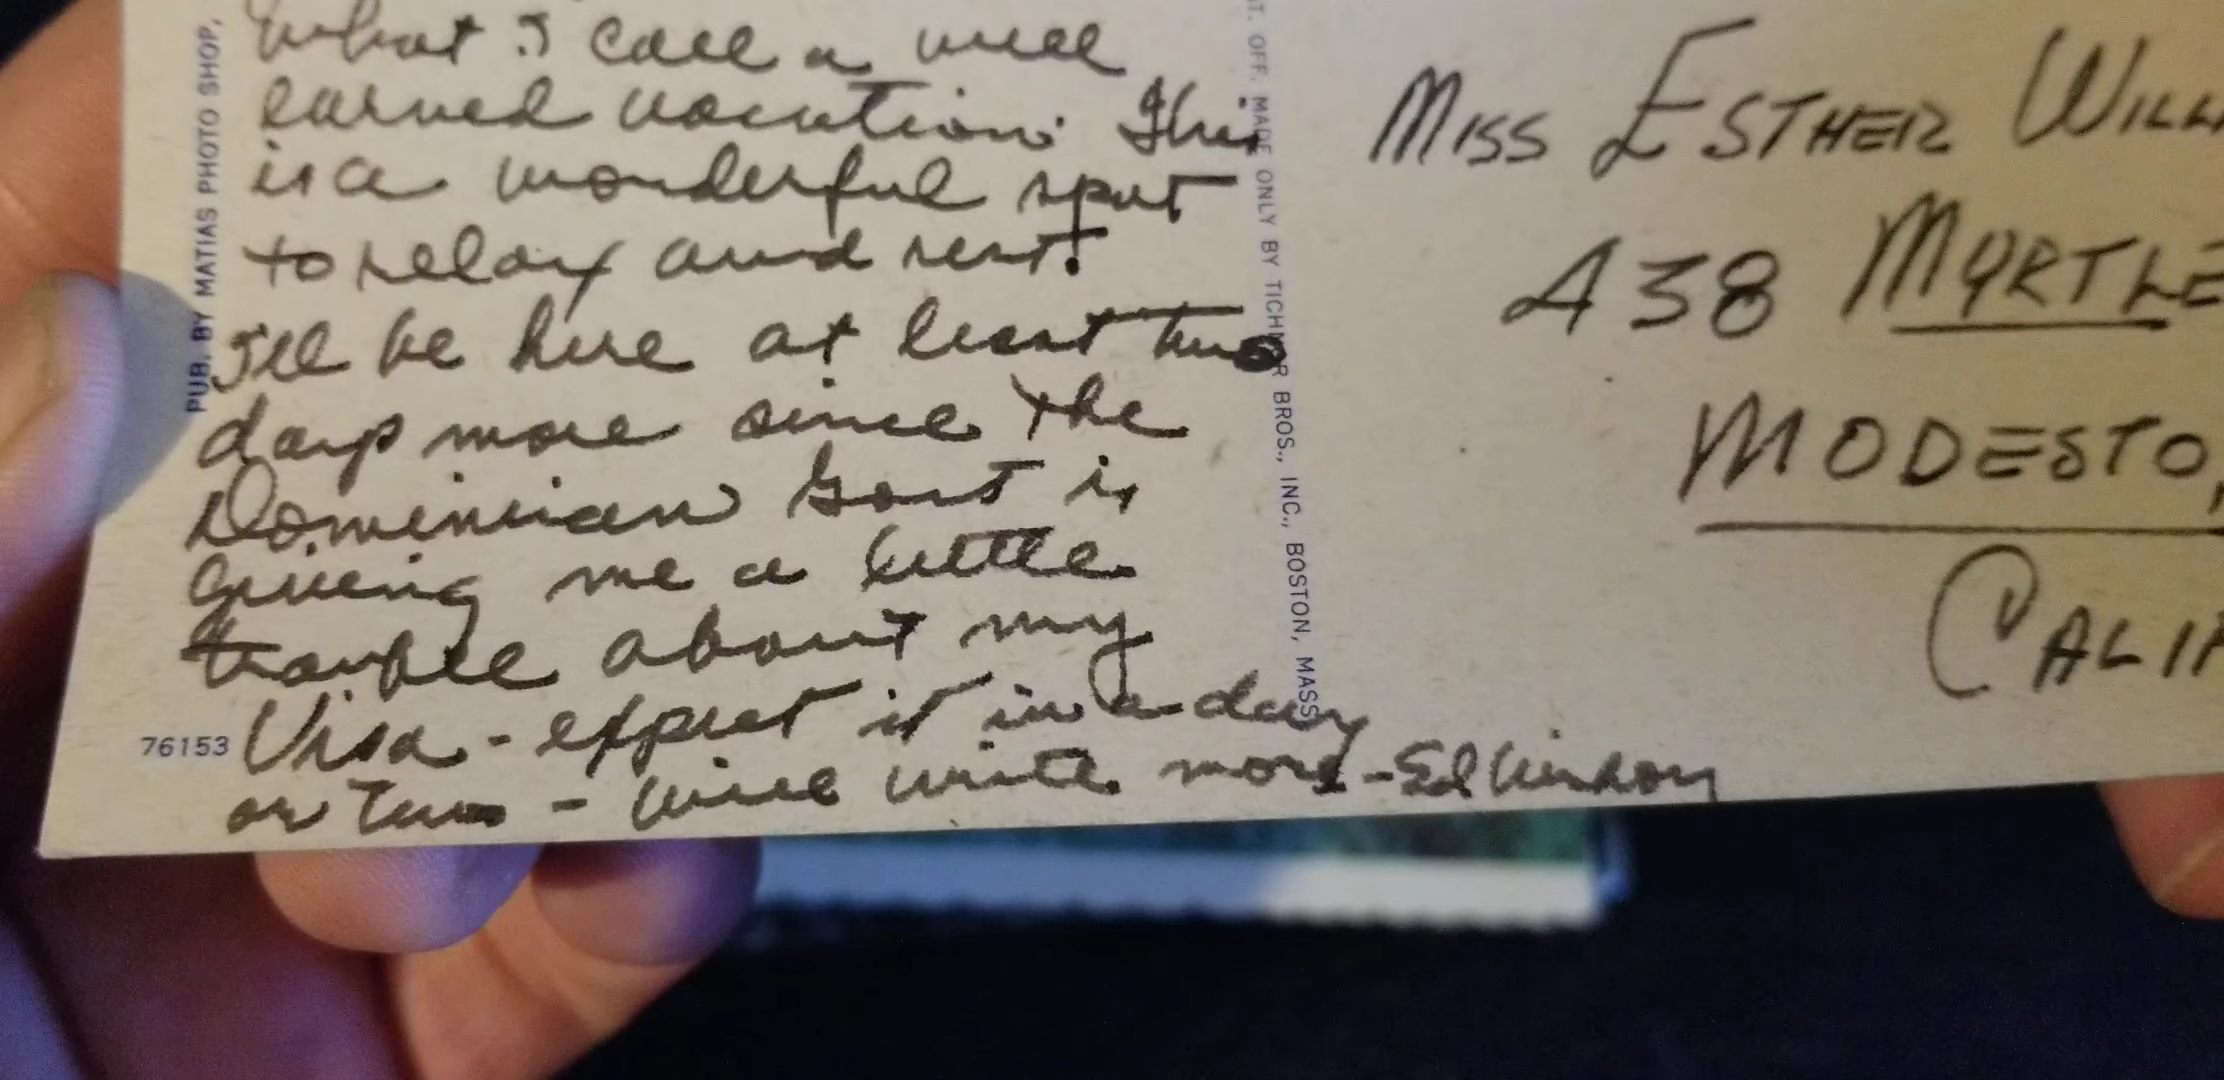 What I call a well
earned vacation. This
is a wonderful spot
to relax and rest!
I'll be here at least two
days more since the
Dominican Govt is
giving me a little
trouble about my
Visa - expect it in a day
or two - will write more - Ed
PUB. BY MATIAS PHOTO SHOP,
76153
T. OFF. MADE ONLY BY TICHNOR BROS., INC., BOSTON, MASS.
MISS ESTHER WILLI
438 MYRTLE
MODESTO,
CALIF